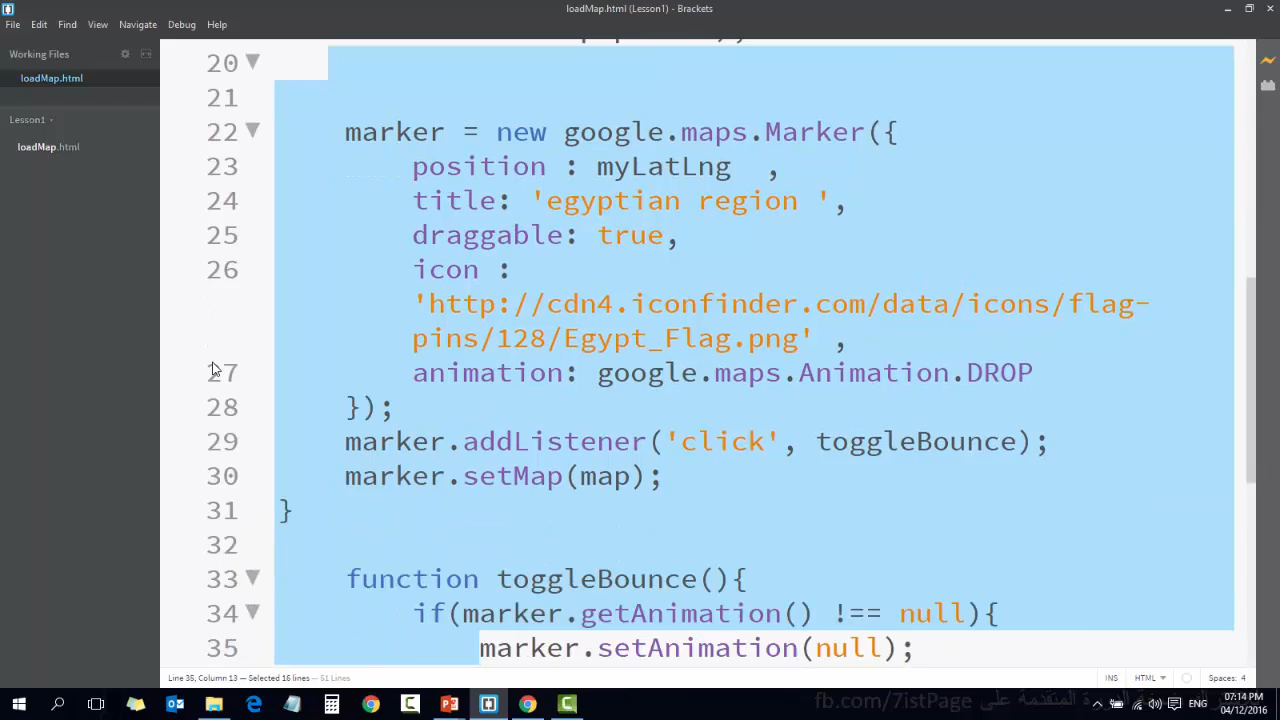 loadMap.html (Lesson1) - Brackets
File Edit Find View Navigate Debug Help
Working Files
loadMap.html
Lesson1
loadMap.html
20
21
22 marker = new google.maps.Marker({
23 position : myLatLng ,
24 title: 'egyptian region ',
25 draggable: true,
26 icon :
'http://cdn4.iconfinder.com/data/icons/flag-
pins/128/Egypt_Flag.png' ,
27 animation: google.maps.Animation.DROP
28 });
29 marker.addListener('click', toggleBounce);
30 marker.setMap(map);
31 }
32
33 function toggleBounce(){
34 if(marker.getAnimation() !== null){
35 marker.setAnimation(null);
Line 35, Column 13 — Selected 16 lines — 51 Lines
INS HTML Spaces: 4
fb.com/7istPage
ENG
07:14 PM
04/12/2016